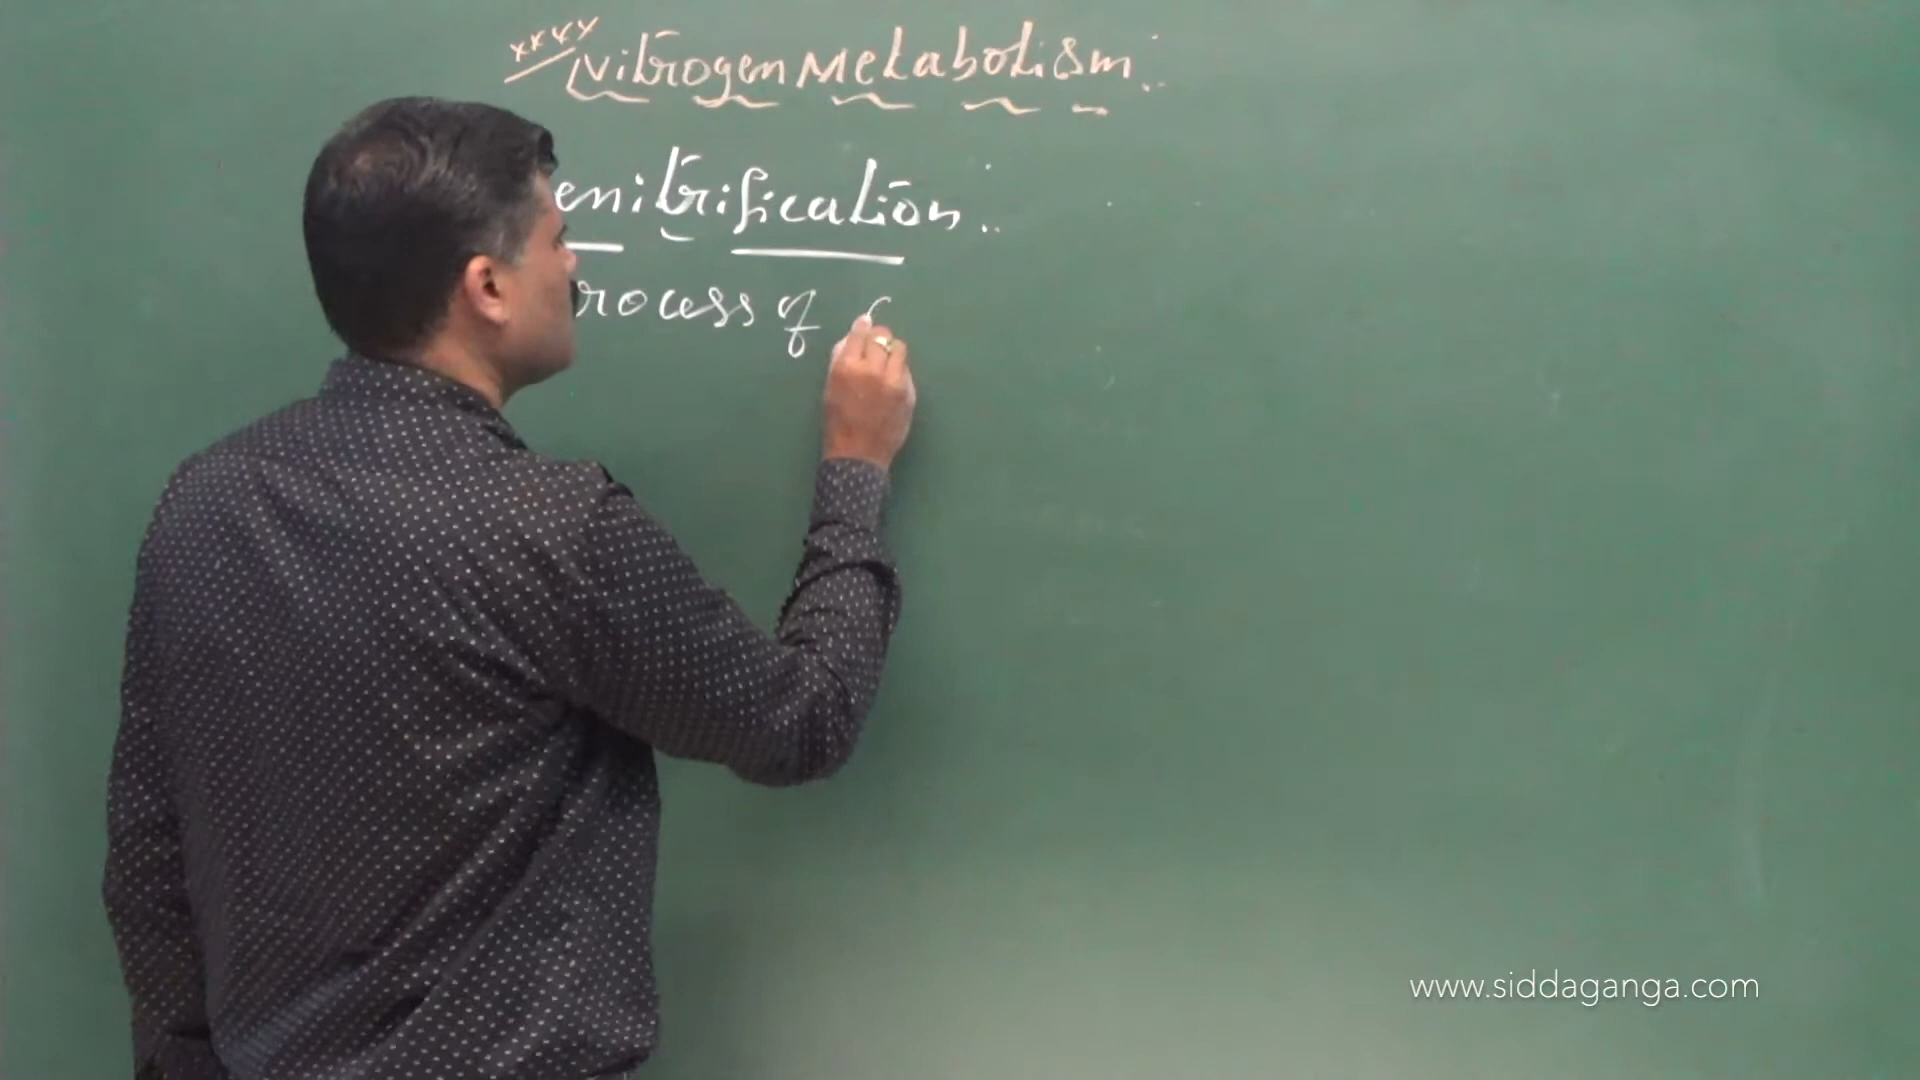 Nitrogen Metabolism
enitrification
rocess of
www.siddaganga.com